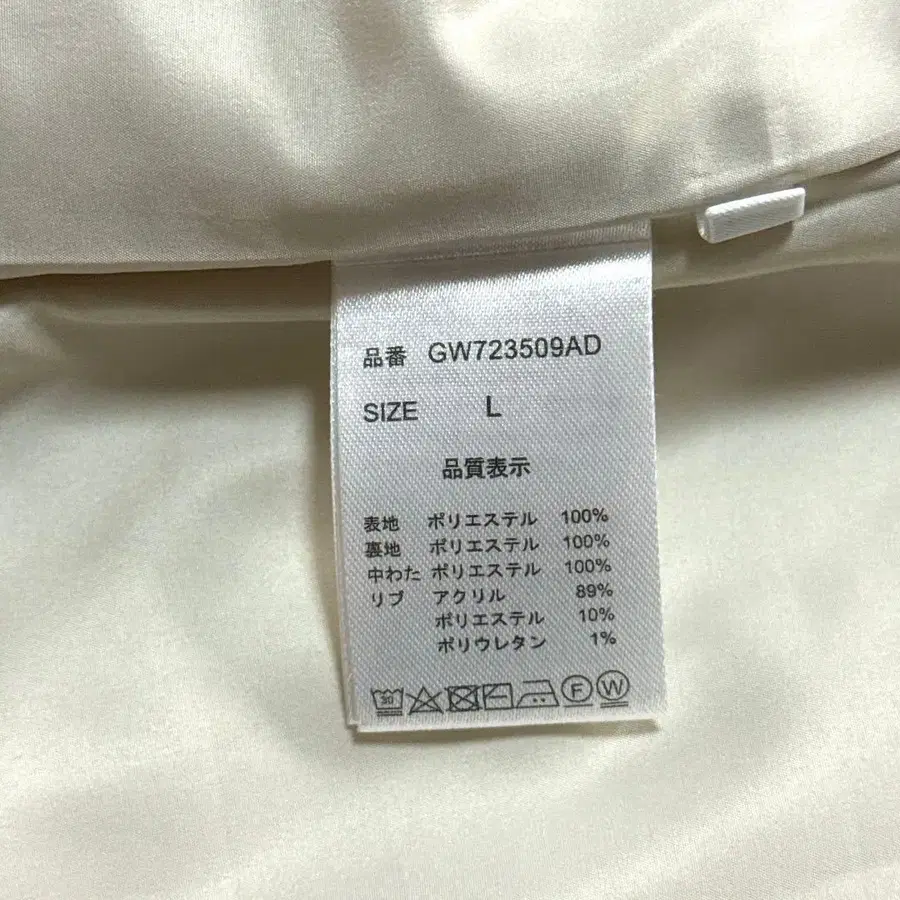 品番 GW723509AD
SIZE L
品質表示
表地 ポリエステル 100%
裏地 ポリエステル 100%
中わた ポリエステル 100%
リブ アクリル 89%
ポリエステル 10%
ポリウレタン 1%
30 F W